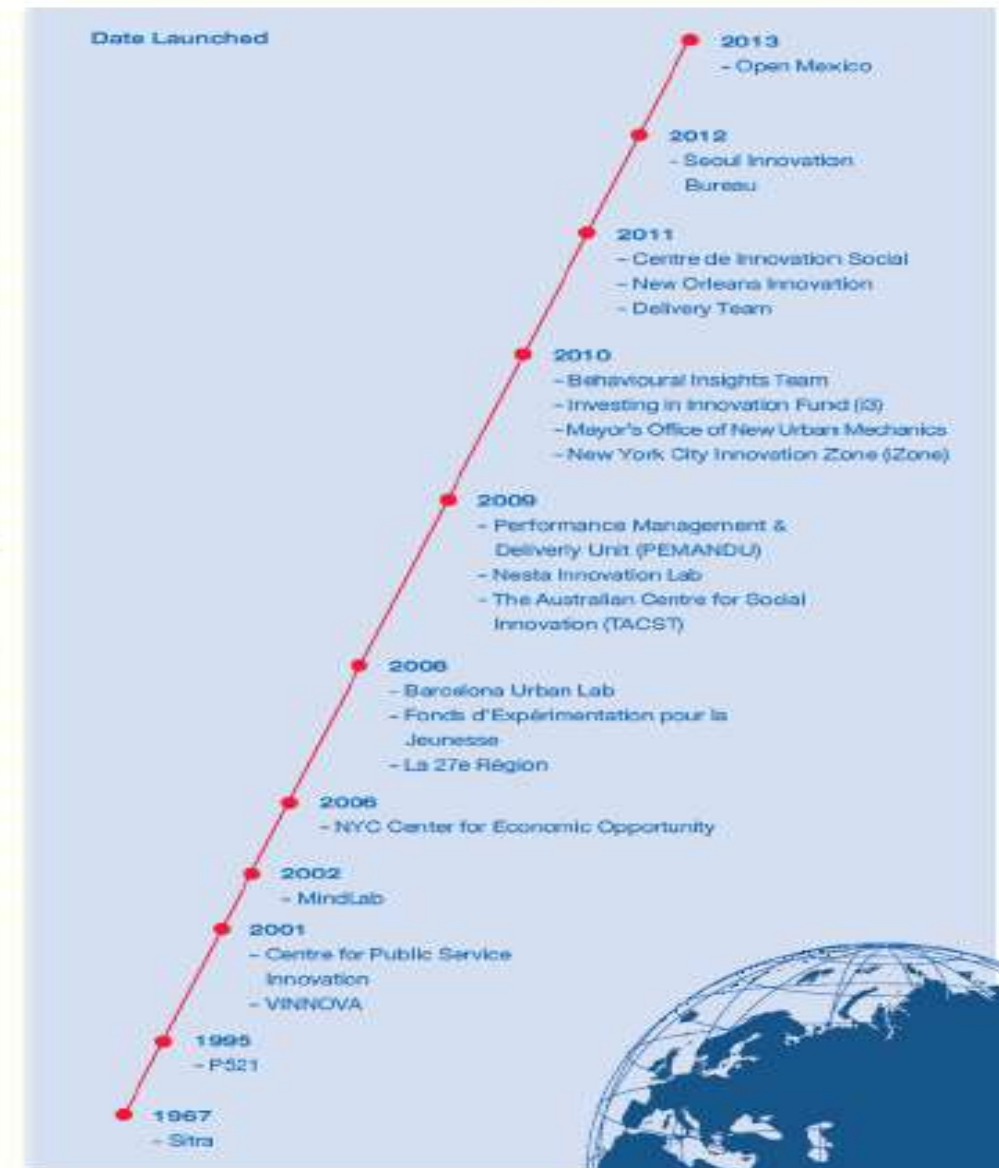 Date Launched
2013
- Open Mexico
2012
- Seoul Innovation
Bureau
2011
- Centre de Innovation Social
- New Orleans Innovation
- Delivery Team
2010
- Behavioural Insights Team
- Investing in Innovation Fund (i3)
- Mayor's Office of New Urban Mechanics
- New York City Innovation Zone (iZone)
2009
- Performance Management &
Deliverly Unit (PEMANDU)
- Nesta Innovation Lab
- The Australian Centre for Social
Innovation (TACST)
2008
- Barcelona Urban Lab
- Fonds d'Expérimentation pour la
Jeunesse
- La 27e Région
2006
- NYC Center for Economic Opportunity
2002
- MindLab
2001
- Centre for Public Service
Innovation
- VINNOVA
1995
- PS21
1967
- Sitra